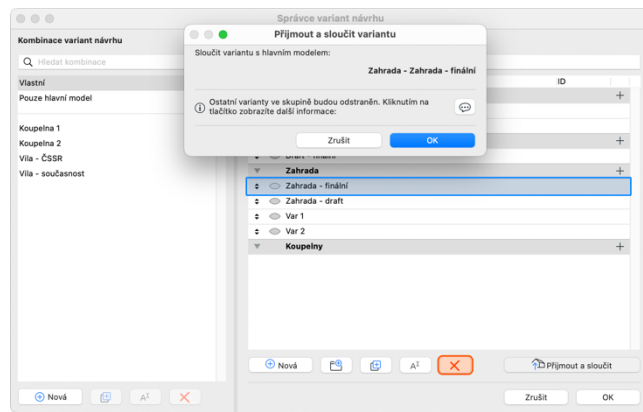 Správce variant návrhu
Kombinace variant návrhu
Hledat kombinace
Vlastní
Pouze hlavní model
Koupelna 1
Koupelna 2
Vila - ČSSR
Vila - současnost
Nová
Přijmout a sloučit variantu
Sloučit variantu s hlavním modelem:
Zahrada - Zahrada - finální
Ostatní varianty ve skupině budou odstraněn. Kliknutím na
tlačítko zobrazíte další informace:
Zrušit
OK
ID
Draft - finální
Zahrada
Zahrada - finální
Zahrada - draft
Var 1
Var 2
Koupelny
Nová
Přijmout a sloučit
Zrušit
OK